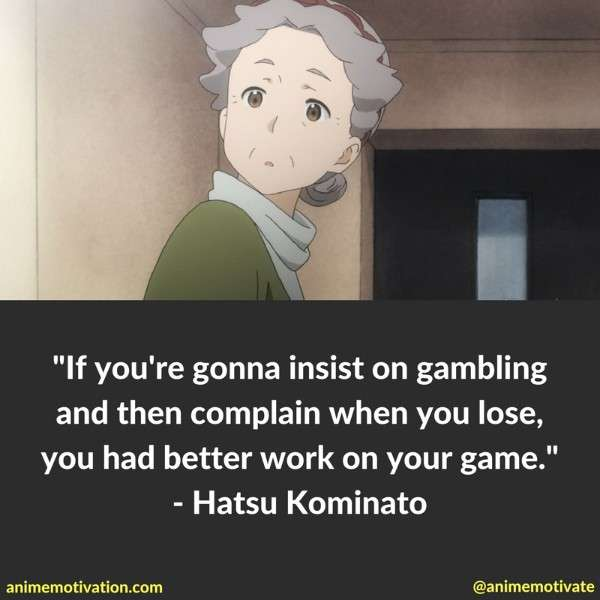 "If you're gonna insist on gambling
and then complain when you lose,
you had better work on your game."
- Hatsu Kominato
animemotivation.com
@animemotivate